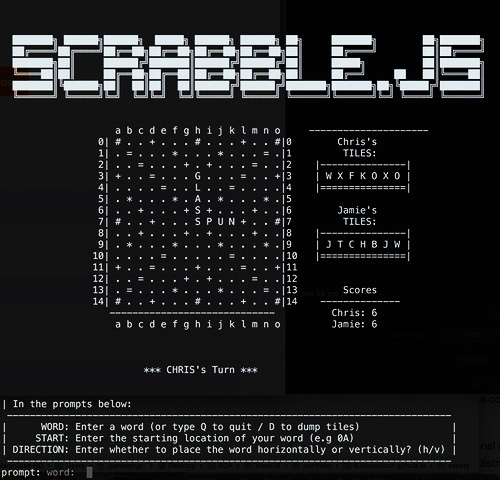 SCRABBLE.JS
a b c d e f g h i j k l m n o
0| # . . + . . . # . . . + . . #|0
1| . = . . . * . . . * . . . = .|1
2| . . = . . . + . + . . . = . .|2
3| + . . = . . . G . . . = . . +|3
4| . . . . = . . L . . = . . . .|4
5| . * . . . * . A . * . . . * .|5
6| . . + . . . + S + . . . + . .|6
7| # . . + . . . S P U N + . . #|7
8| . . + . . . + . + . . . + . .|8
9| . * . . . * . . . * . . . * .|9
10| . . . . = . . . . . = . . . .|10
11| + . . = . . . + . . . = . . +|11
12| . . = . . . + . + . . . = . .|12
13| . = . . . * . . . * . . . = .|13
14| # . . + . . . # . . . + . . #|14
a b c d e f g h i j k l m n o
Chris's
TILES:
| W X F K O X O |
Jamie's
TILES:
| J T C H B J W |
Scores
Chris: 6
Jamie: 6
*** CHRIS's Turn ***
| In the prompts below:
| WORD: Enter a word (or type Q to quit / D to dump tiles) |
| START: Enter the starting location of your word (e.g 0A) |
| DIRECTION: Enter whether to place the word horizontally or vertically? (h/v) |
prompt: word: